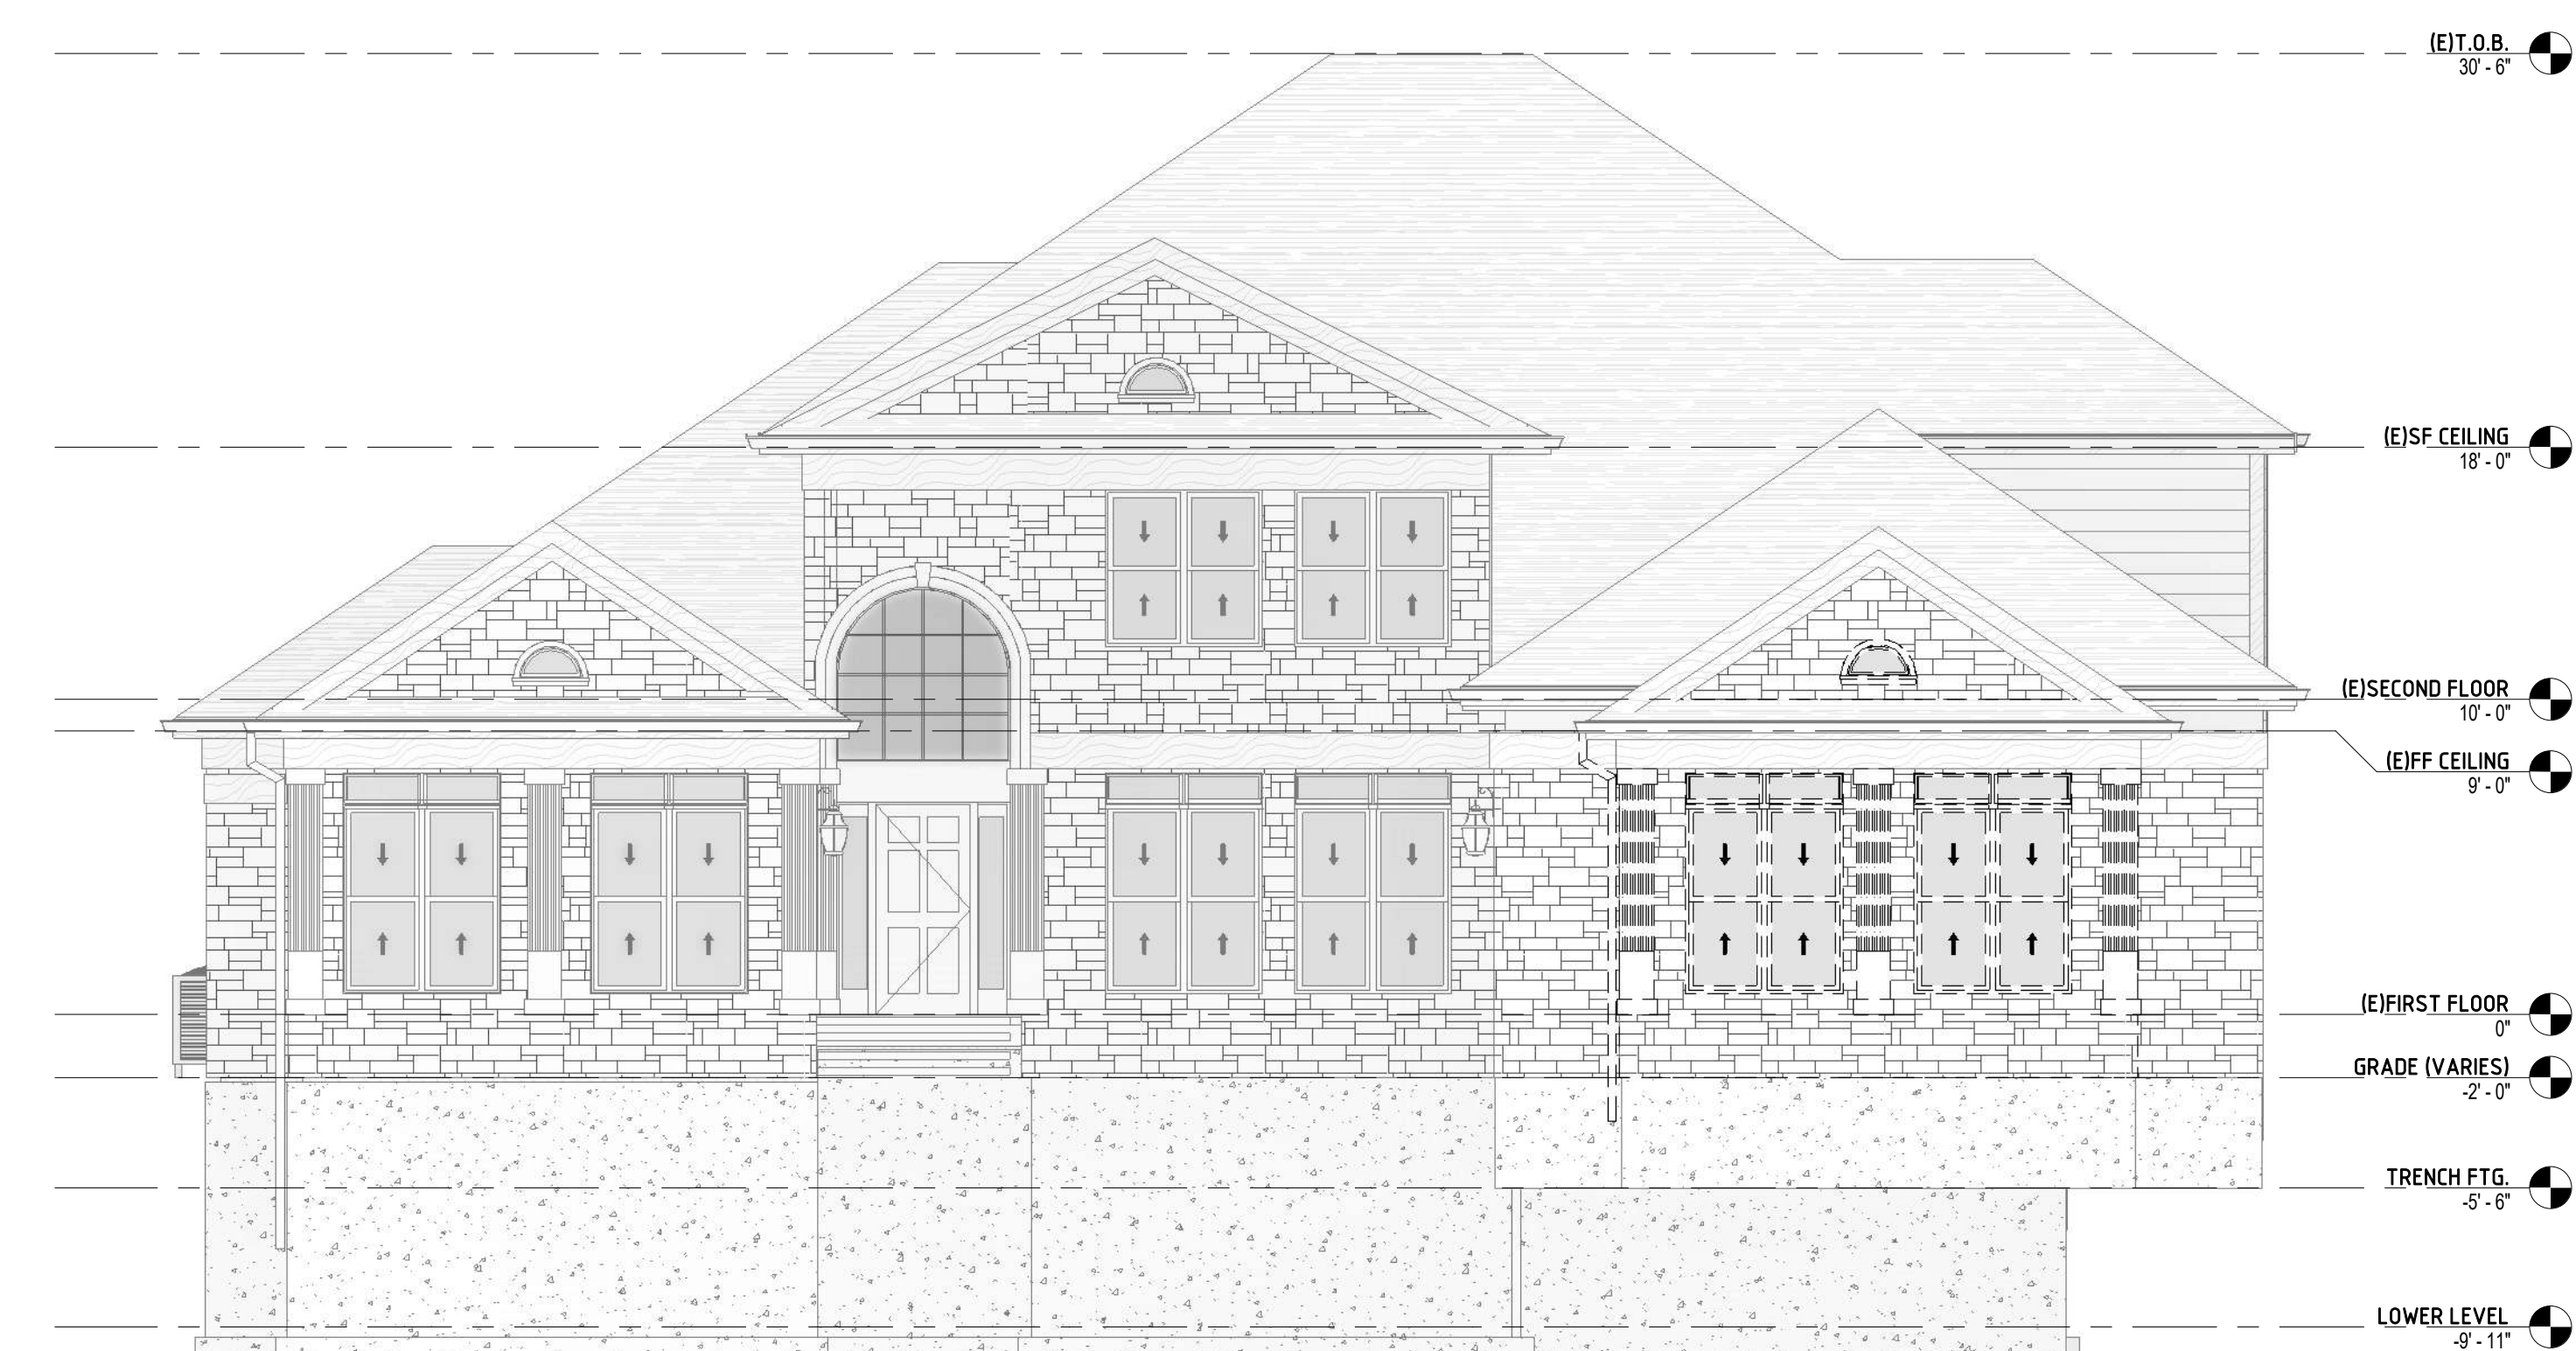 (E)T.O.B.
30' - 6"
(E)SF CEILING
18' - 0"
(E)SECOND FLOOR
10' - 0"
(E)FF CEILING
9' - 0"
(E)FIRST FLOOR
0"
GRADE (VARIES)
-2' - 0"
TRENCH FTG.
-5' - 6"
LOWER LEVEL
-9' - 11"